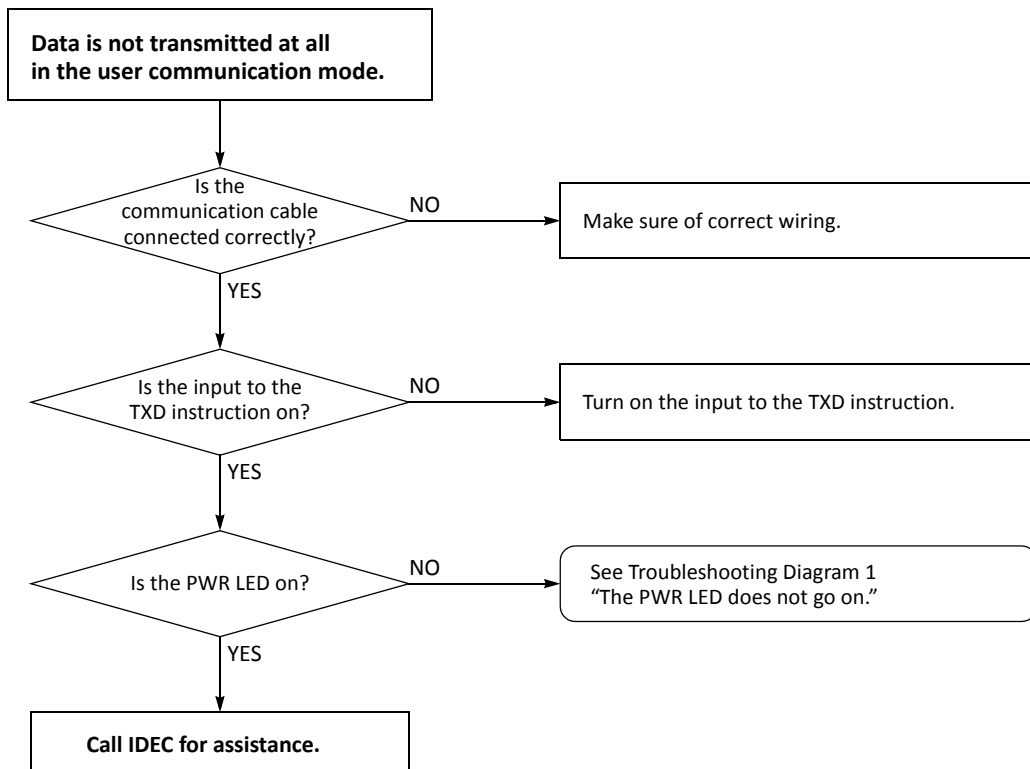 Data is not transmitted at all
in the user communication mode.
Is the
communication cable
connected correctly?
NO
Make sure of correct wiring.
YES
Is the input to the
TXD instruction on?
NO
Turn on the input to the TXD instruction.
YES
Is the PWR LED on?
NO
See Troubleshooting Diagram 1
“The PWR LED does not go on.”
YES
Call IDEC for assistance.